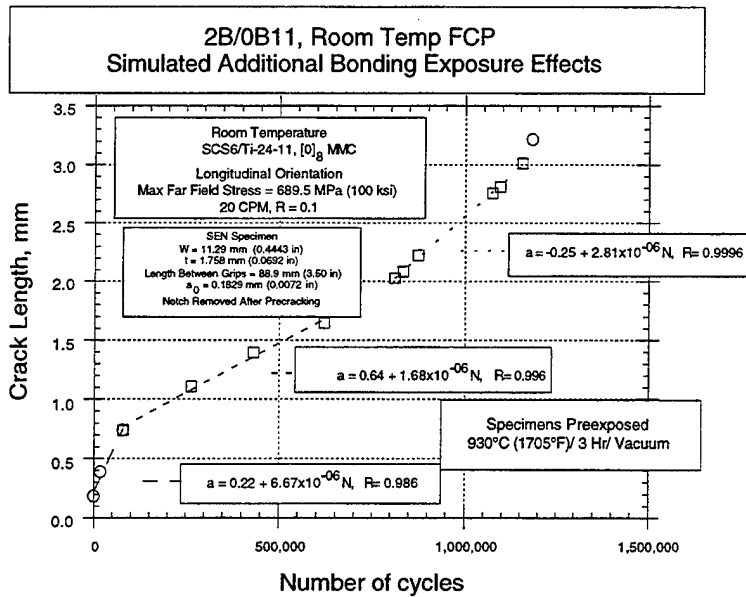 2B/0B11, Room Temp FCP
Simulated Additional Bonding Exposure Effects
3.5
3.0
2.5
2.0
1.5
1.0
0.5
0.0
Crack Length, mm
Room Temperature
SCS6/Ti-24-11, [0]8 MMC
Longitudinal Orientation
Max Far Field Stress = 689.5 MPa (100 ksi)
20 CPM, R = 0.1
SEN Specimen
W = 11.29 mm (0.4443 in)
t = 1.758 mm (0.0692 in)
Length Between Grips = 88.9 mm (3.50 in)
a0 = 0.1829 mm (0.0072 in)
Notch Removed After Precracking
a = -0.25 + 2.81x10-06 N, R= 0.9996
a = 0.64 + 1.68x10-06 N, R= 0.996
Specimens Preexposed
930°C (1705°F)/ 3 Hr/ Vacuum
a = 0.22 + 6.67x10-06 N, R= 0.986
0
500,000
1,000,000
1,500,000
Number of cycles